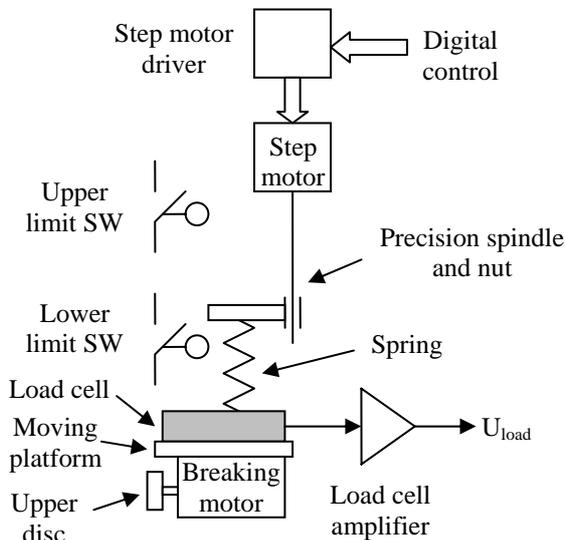 Step motor
driver
Digital
control
Step
motor
Upper
limit SW
Precision spindle
and nut
Lower
limit SW
Spring
Load cell
Moving
platform
Breaking
motor
Upper
disc
U_load
Load cell
amplifier